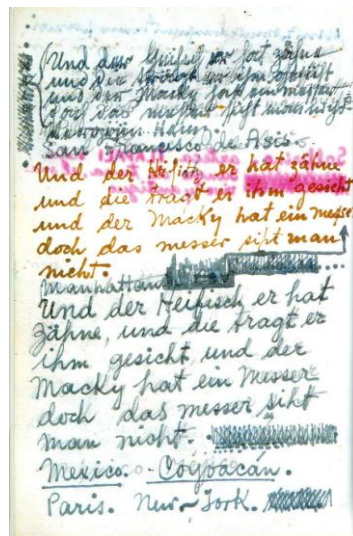 Und der Heifisch er hat zähne
und die tragt er ihm gesicht
und der Macky hat ein messer
doch das messer siht man nicht
San Francisco de Asis.
Und der Heifish, er hat zähne
und die tragt er ihm gesicht
und der Macky hat ein messer
doch das messer siht man
nicht.
Manhattan
Und der Heifisch er hat
Zähne, und die tragt er
ihm gesicht, und der
Macky hat ein Messer
doch das messer siht
man nicht.
Mexico. - Coyoacán.
Paris. New-York.